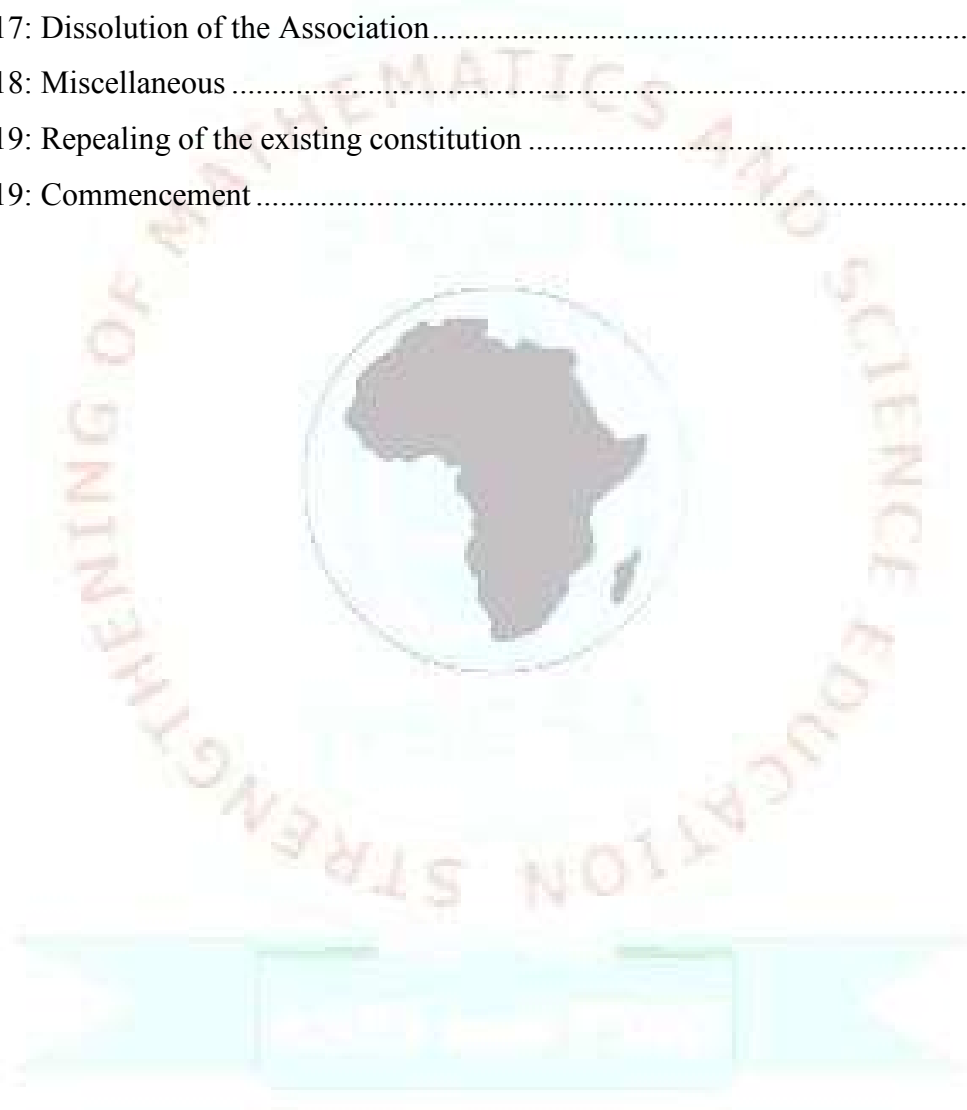 17: Dissolution of the Association..........................................................................
18: Miscellaneous ..........................................................................
19: Repealing of the existing constitution ..........................................................................
19: Commencement ..........................................................................
STRENGTHENING OF MATHEMATICS AND SCIENCE EDUCATION